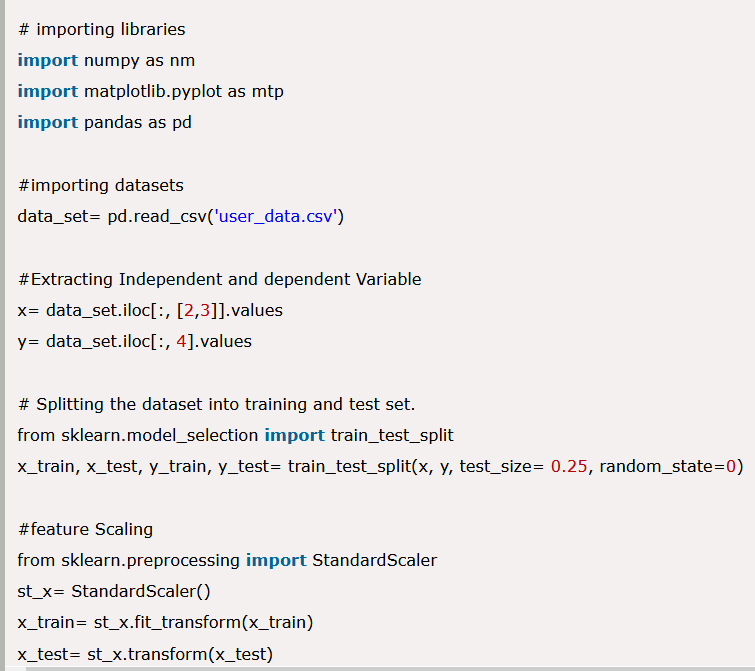 # importing libraries
import numpy as nm
import matplotlib.pyplot as mtp
import pandas as pd
#importing datasets
data_set= pd.read_csv('user_data.csv')
#Extracting Independent and dependent Variable
x= data_set.iloc[:, [2,3]].values
y= data_set.iloc[:, 4].values
# Splitting the dataset into training and test set.
from sklearn.model_selection import train_test_split
x_train, x_test, y_train, y_test= train_test_split(x, y, test_size= 0.25, random_state=0)
#feature Scaling
from sklearn.preprocessing import StandardScaler
st_x= StandardScaler()
x_train= st_x.fit_transform(x_train)
x_test= st_x.transform(x_test)